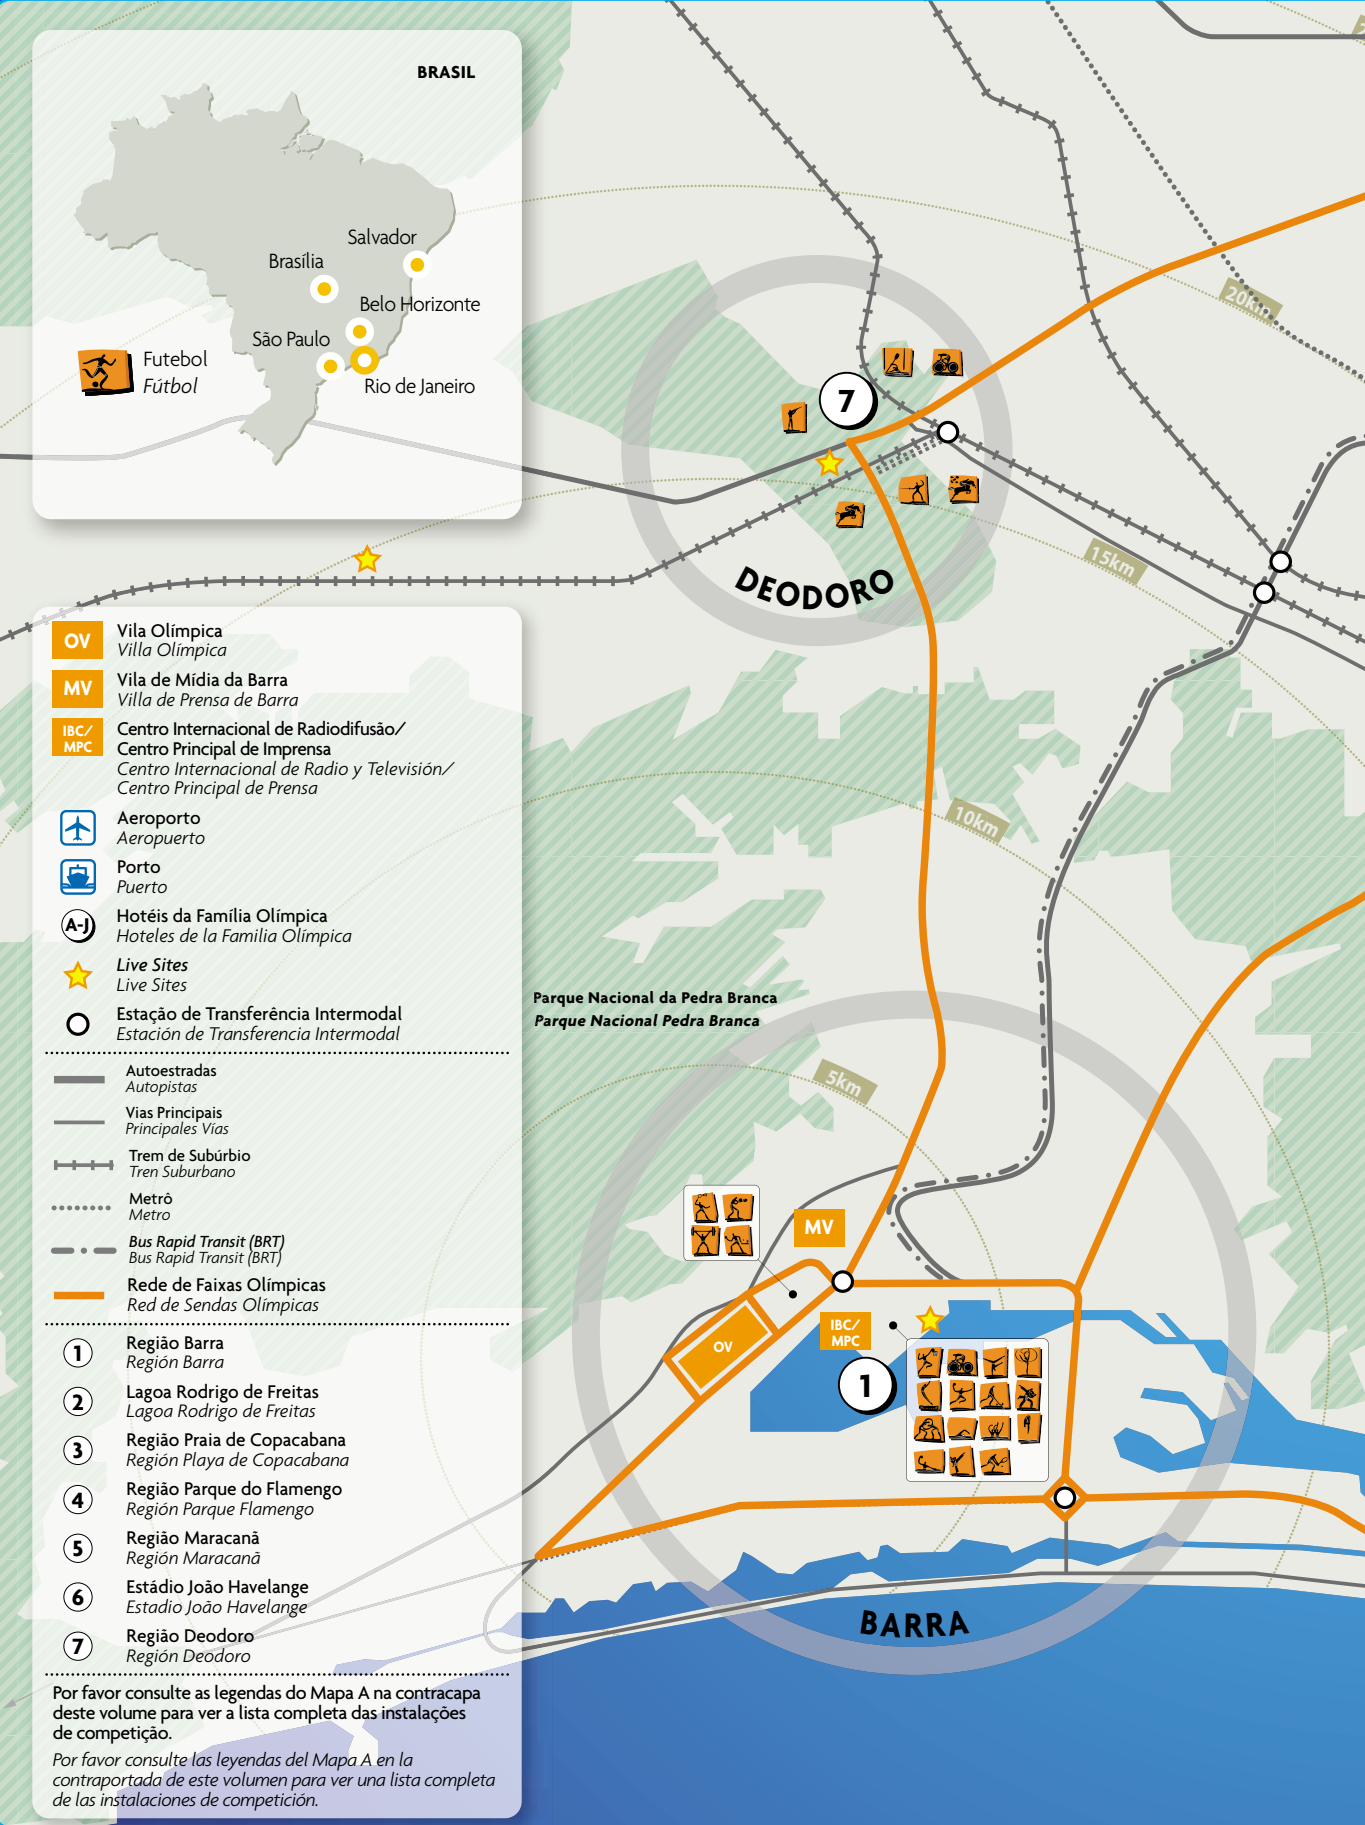 BRASIL
Salvador
Brasília
Belo Horizonte
São Paulo
Rio de Janeiro
Futebol
Fútbol
20km
7
15km
DEODORO
OV
Vila Olímpica
Villa Olímpica
MV
Vila de Mídia da Barra
Villa de Prensa de Barra
IBC/
MPC
Centro Internacional de Radiodifusão/
Centro Principal de Imprensa
Centro Internacional de Radio y Televisión/
Centro Principal de Prensa
Aeroporto
Aeropuerto
Porto
Puerto
A-J
Hotéis da Família Olímpica
Hoteles de la Familia Olímpica
Live Sites
Live Sites
Estação de Transferência Intermodal
Estación de Transferencia Intermodal
Autoestradas
Autopistas
Vias Principais
Principales Vías
Trem de Subúrbio
Tren Suburbano
Metrô
Metro
Bus Rapid Transit (BRT)
Bus Rapid Transit (BRT)
Rede de Faixas Olímpicas
Red de Sendas Olímpicas
1
Região Barra
Región Barra
2
Lagoa Rodrigo de Freitas
Lagoa Rodrigo de Freitas
3
Região Praia de Copacabana
Región Playa de Copacabana
4
Região Parque do Flamengo
Región Parque Flamengo
5
Região Maracanã
Región Maracanã
6
Estádio João Havelange
Estadio João Havelange
7
Região Deodoro
Región Deodoro
Por favor consulte as legendas do Mapa A na contracapa
deste volume para ver a lista completa das instalações
de competição.
Por favor consulte las leyendas del Mapa A en la
contraportada de este volumen para ver una lista completa
de las instalaciones de competición.
10km
Parque Nacional da Pedra Branca
Parque Nacional Pedra Branca
5km
MV
OV
IBC/
MPC
1
BARRA